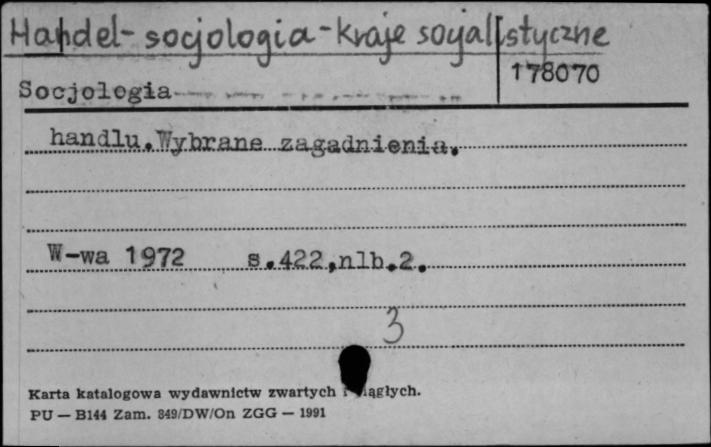 Handel - socjologia - kraje socjalistyczne
178070
Socjologia
handlu.Wybrane zagadnienia.
W-wa 1972 s.422,nlb.2.
3
Karta katalogowa wydawnictw zwartych i ciągłych.
PU — B144 Zam. 849/DW/On ZGG — 1991